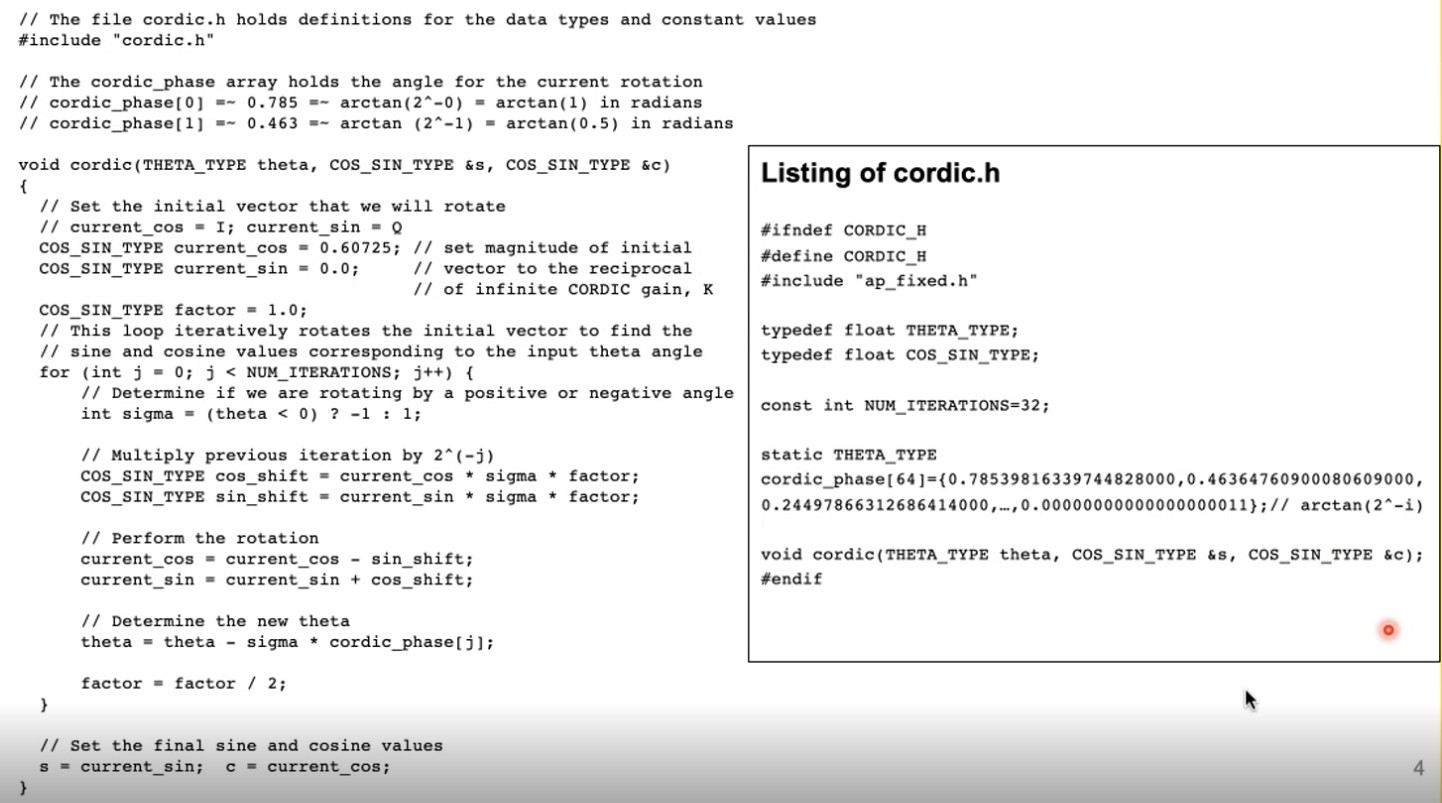 // The file cordic.h holds definitions for the data types and constant values
#include "cordic.h"

// The cordic_phase array holds the angle for the current rotation
// cordic_phase[0] =~ 0.785 =~ arctan(2^-0) = arctan(1) in radians
// cordic_phase[1] =~ 0.463 =~ arctan (2^-1) = arctan(0.5) in radians

void cordic(THETA_TYPE theta, COS_SIN_TYPE &s, COS_SIN_TYPE &c)
{
  // Set the initial vector that we will rotate
  // current_cos = I; current_sin = Q
  COS_SIN_TYPE current_cos = 0.60725; // set magnitude of initial
  COS_SIN_TYPE current_sin = 0.0;     // vector to the reciprocal
                                      // of infinite CORDIC gain, K
  COS_SIN_TYPE factor = 1.0;
  // This loop iteratively rotates the initial vector to find the
  // sine and cosine values corresponding to the input theta angle
  for (int j = 0; j < NUM_ITERATIONS; j++) {
      // Determine if we are rotating by a positive or negative angle
      int sigma = (theta < 0) ? -1 : 1;

      // Multiply previous iteration by 2^(-j)
      COS_SIN_TYPE cos_shift = current_cos * sigma * factor;
      COS_SIN_TYPE sin_shift = current_sin * sigma * factor;

      // Perform the rotation
      current_cos = current_cos - sin_shift;
      current_sin = current_sin + cos_shift;

      // Determine the new theta
      theta = theta - sigma * cordic_phase[j];

      factor = factor / 2;
  }

  // Set the final sine and cosine values
  s = current_sin;  c = current_cos;
}

Listing of cordic.h

#ifndef CORDIC_H
#define CORDIC_H
#include "ap_fixed.h"

typedef float THETA_TYPE;
typedef float COS_SIN_TYPE;

const int NUM_ITERATIONS=32;

static THETA_TYPE
cordic_phase[64]={0.78539816339744828000,0.46364760900080609000,
0.24497866312686414000,…,0.00000000000000000011};// arctan(2^-i)

void cordic(THETA_TYPE theta, COS_SIN_TYPE &s, COS_SIN_TYPE &c);
#endif

4